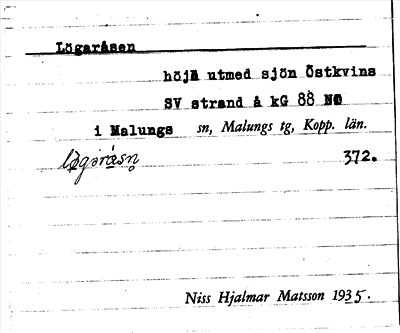 Lögaråsen
höjd utmed sjön Östkvins
SV strand å kG 88 NØ
i Malungs sn, Malungs tg, Kopp. län.
løgəråsn̥ 372.
Niss Hjalmar Matsson 1935.